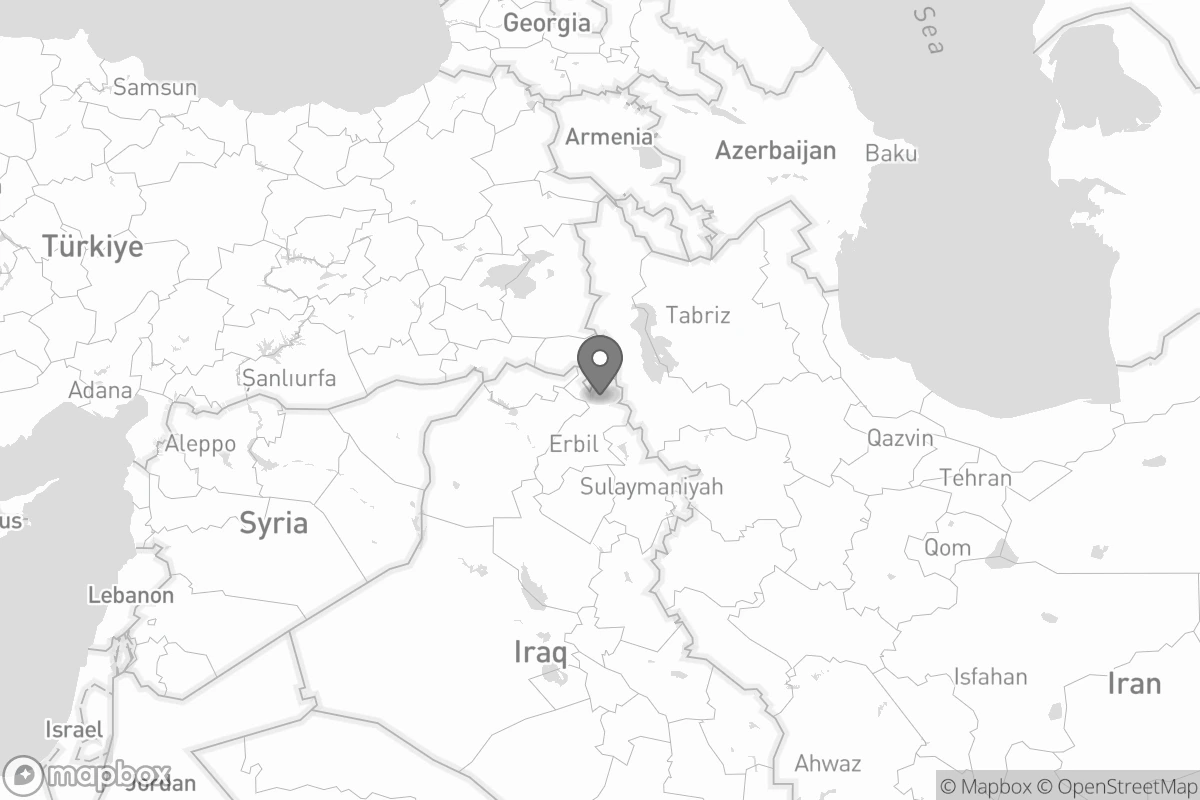 Georgia
Sea
Samsun
Armenia
Azerbaijan
Baku
Türkiye
Tabriz
Şanlıurfa
Adana
Aleppo
Erbil
Qazvin
Tehran
Sulaymaniyah
us
Syria
Qom
Lebanon
Iraq
Isfahan
Iran
Israel
Ahwaz
mapbox
Jordan
© Mapbox © OpenStreetMap